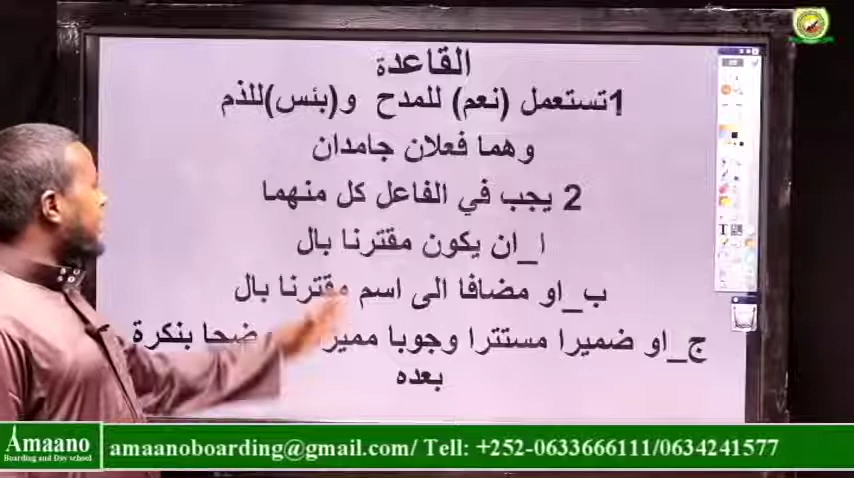 القاعدة
1تستعمل (نعم) للمدح و(بئس)للذم
وهما فعلان جامدان
2 يجب في الفاعل كل منهما
ا_ان يكون مقترنا بال
ب_او مضافا الى اسم مقترنا بال
ج_او ضميرا مستترا وجوبا بنكرة
بعده
Amaano
Boarding and Day school
amaanoboarding@gmail.com/ Tell: +252-0633666111/0634241577